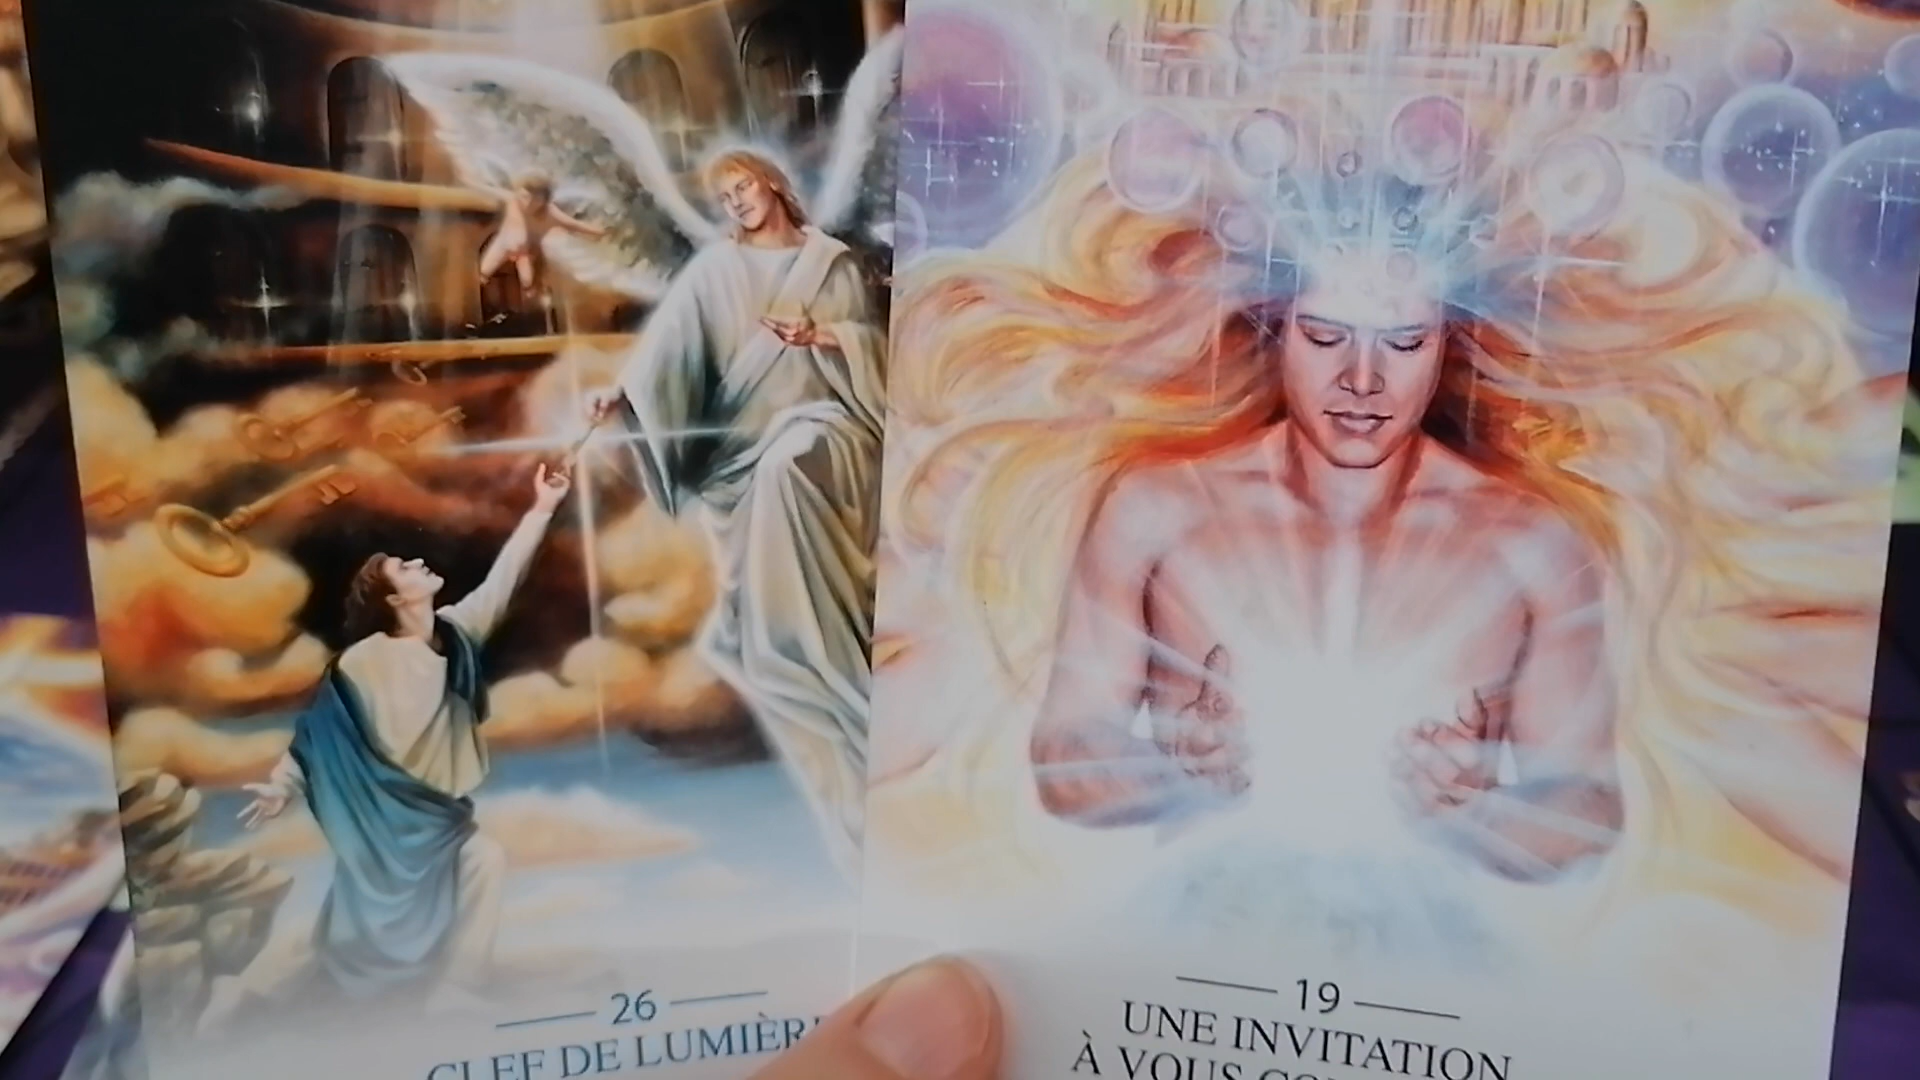 26
CLEF DE LUMIÈR
19
UNE INVITATION
À VOUS